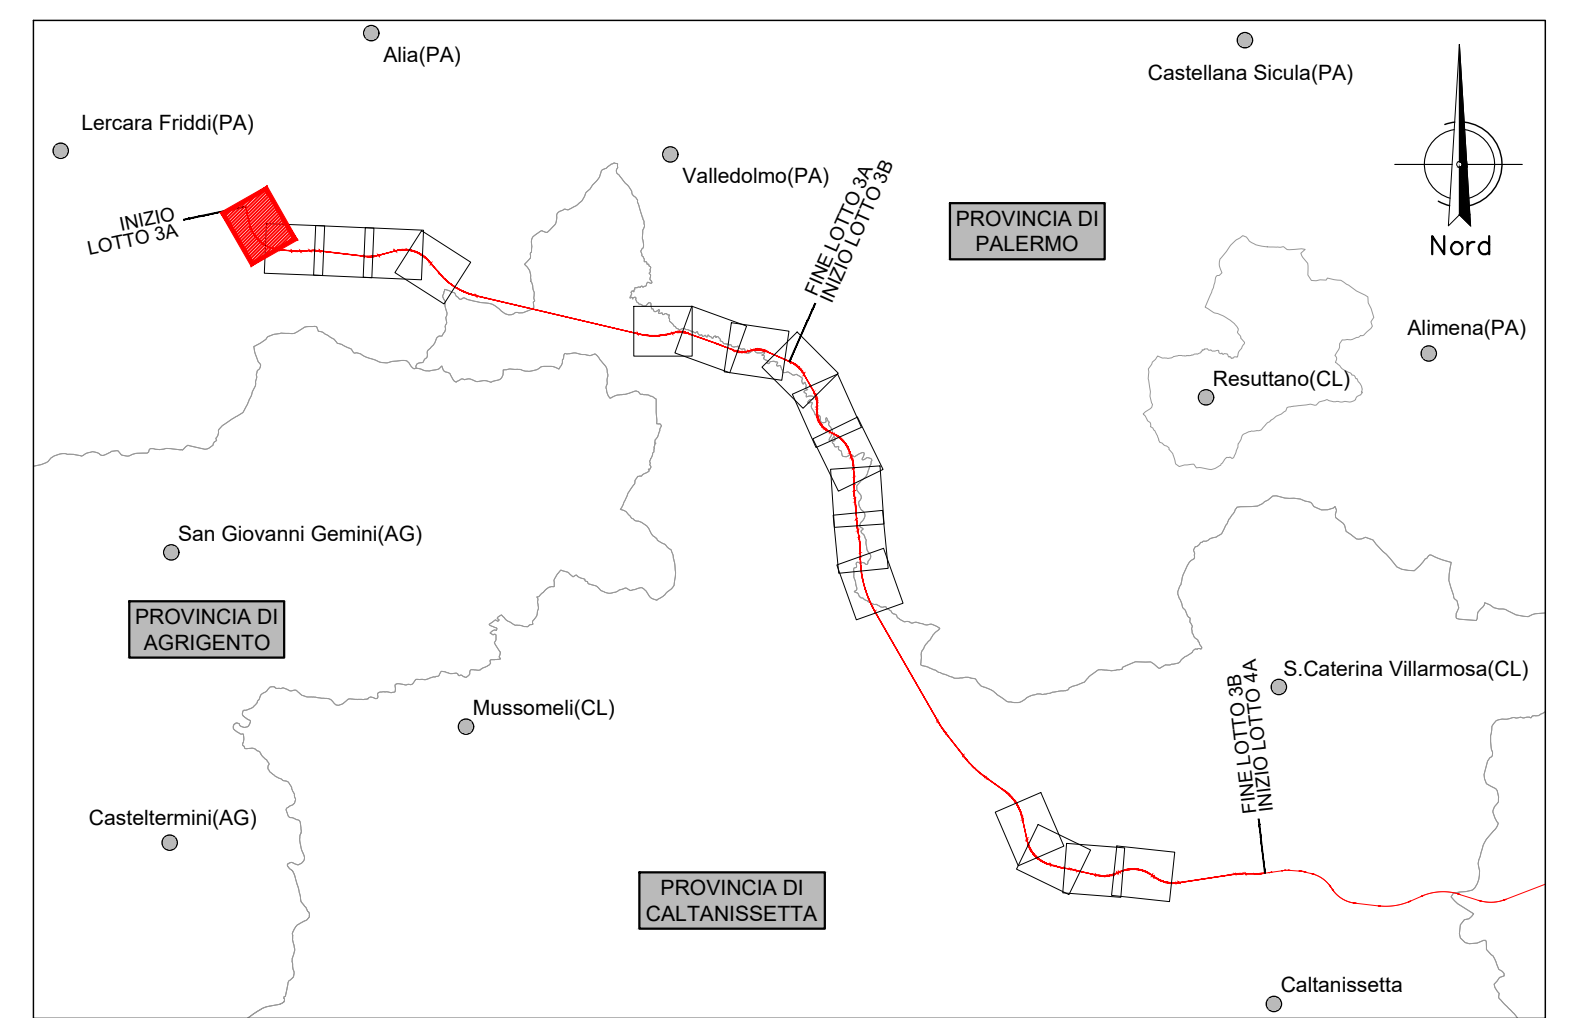 Alia(PA)
Castellana Sicula(PA)
Lercara Friddi(PA)
Valledolmo(PA)
INIZIO
LOTTO 3A
FINE LOTTO 3A
INIZIO LOTTO 3B
PROVINCIA DI
PALERMO
Nord
Alimena(PA)
Resuttano(CL)
San Giovanni Gemini(AG)
PROVINCIA DI
AGRIGENTO
S.Caterina Villarmosa(CL)
Mussomeli(CL)
FINE LOTTO 3B
INIZIO LOTTO 4A
Casteltermini(AG)
PROVINCIA DI
CALTANISSETTA
Caltanissetta